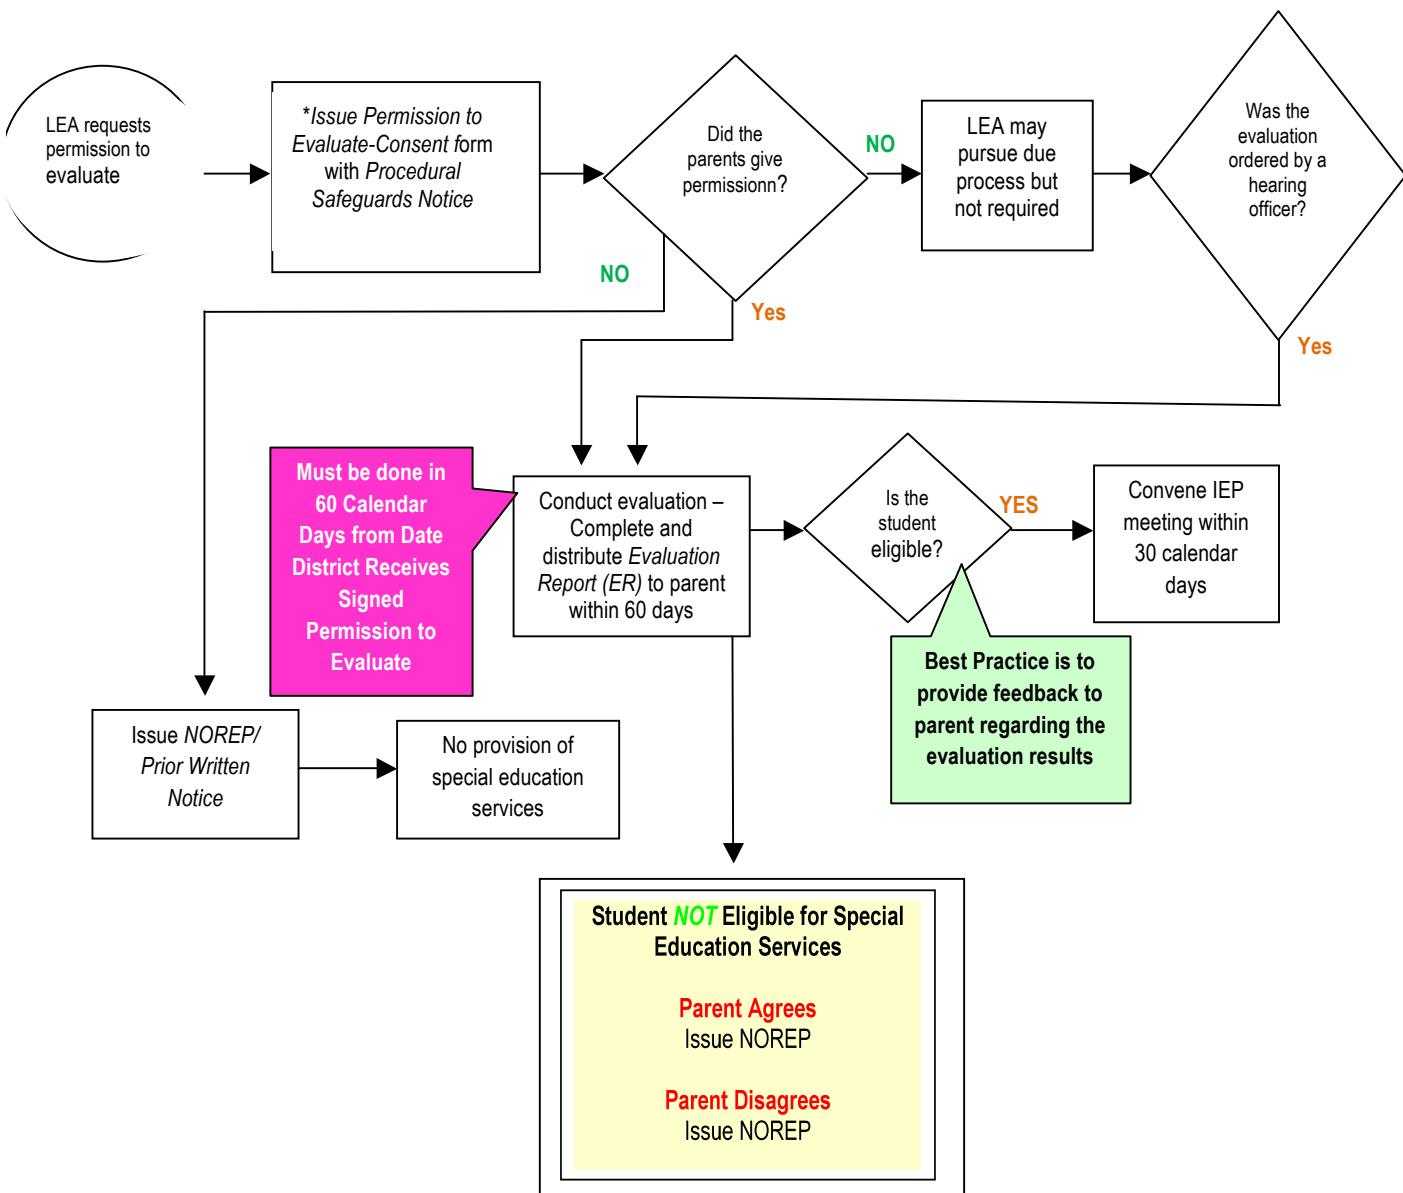 LEA requests
permission to
evaluate
*Issue Permission to
Evaluate-Consent form
with Procedural
Safeguards Notice
Did the
parents give
permissionn?
NO
LEA may
pursue due
process but
not required
Was the
evaluation
ordered by a
hearing
officer?
NO
Yes
Yes
Must be done in
60 Calendar
Days from Date
District Receives
Signed
Permission to
Evaluate
Conduct evaluation –
Complete and
distribute Evaluation
Report (ER) to parent
within 60 days
Is the
student
eligible?
YES
Convene IEP
meeting within
30 calendar
days
Best Practice is to
provide feedback to
parent regarding the
evaluation results
Issue NOREP/
Prior Written
Notice
No provision of
special education
services
Student NOT Eligible for Special
Education Services
Parent Agrees
Issue NOREP
Parent Disagrees
Issue NOREP